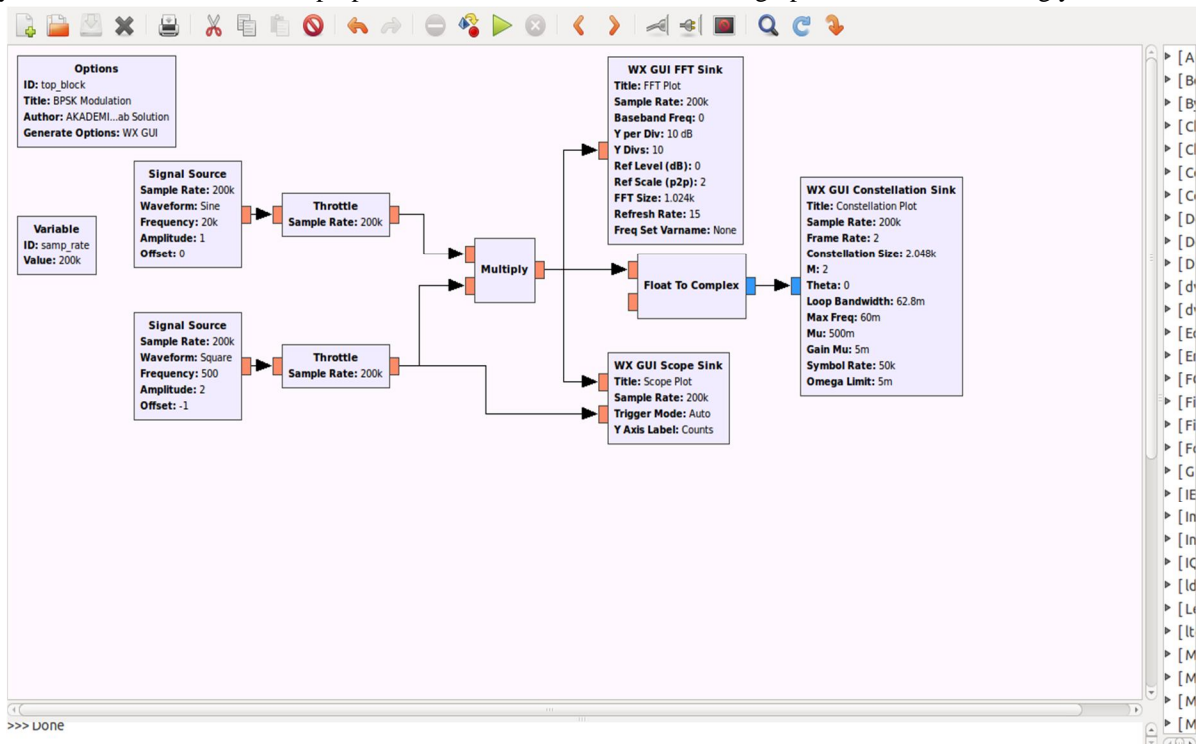 Options
ID: top_block
Title: BPSK Modulation
Author: AKADEMI...ab Solution
Generate Options: WX GUI
Variable
ID: samp_rate
Value: 200k
Signal Source
Sample Rate: 200k
Waveform: Sine
Frequency: 20k
Amplitude: 1
Offset: 0
Throttle
Sample Rate: 200k
Signal Source
Sample Rate: 200k
Waveform: Square
Frequency: 500
Amplitude: 2
Offset: -1
Throttle
Sample Rate: 200k
Multiply
WX GUI FFT Sink
Title: FFT Plot
Sample Rate: 200k
Baseband Freq: 0
Y per Div: 10 dB
Y Divs: 10
Ref Level (dB): 0
Ref Scale (p2p): 2
FFT Size: 1.024k
Refresh Rate: 15
Freq Set Varname: None
Float To Complex
WX GUI Scope Sink
Title: Scope Plot
Sample Rate: 200k
Trigger Mode: Auto
Y Axis Label: Counts
WX GUI Constellation Sink
Title: Constellation Plot
Sample Rate: 200k
Frame Rate: 2
Constellation Size: 2.048k
M: 2
Theta: 0
Loop Bandwidth: 62.8m
Max Freq: 60m
Mu: 500m
Gain Mu: 5m
Symbol Rate: 50k
Omega Limit: 5m
>>> Done